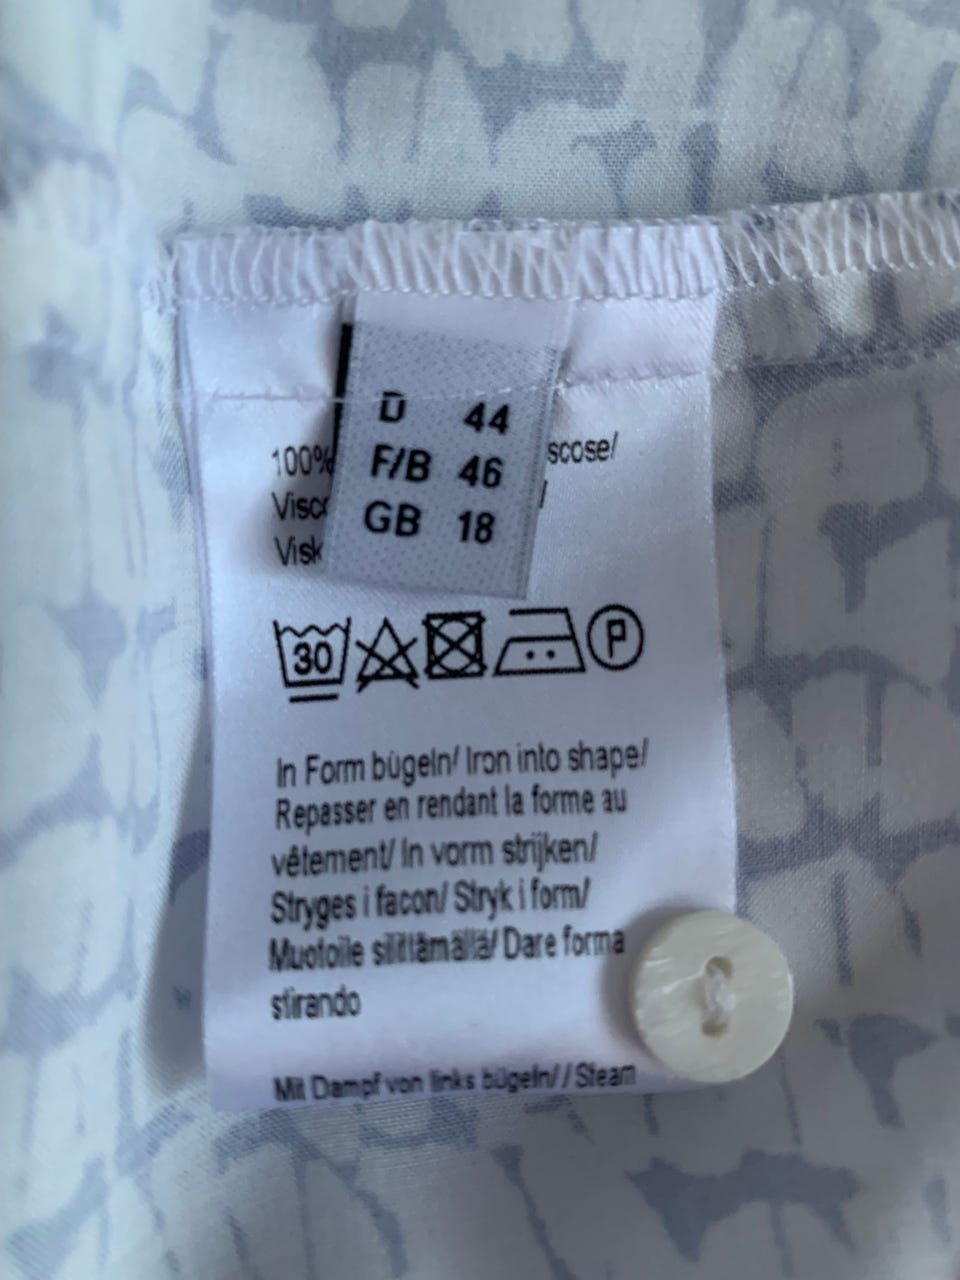 D 44
F/B 46
GB 18
100% scose/
Visc
Visk
30
P
In Form bügeln/ Iron into shape/
Repasser en rendant la forme au
vêtement/ In vorm strijken/
Stryges i facon/ Stryk i form/
Muotoile silittämällä/ Dare forma
stirando
Mit Dampf von links bügeln/ / Steam